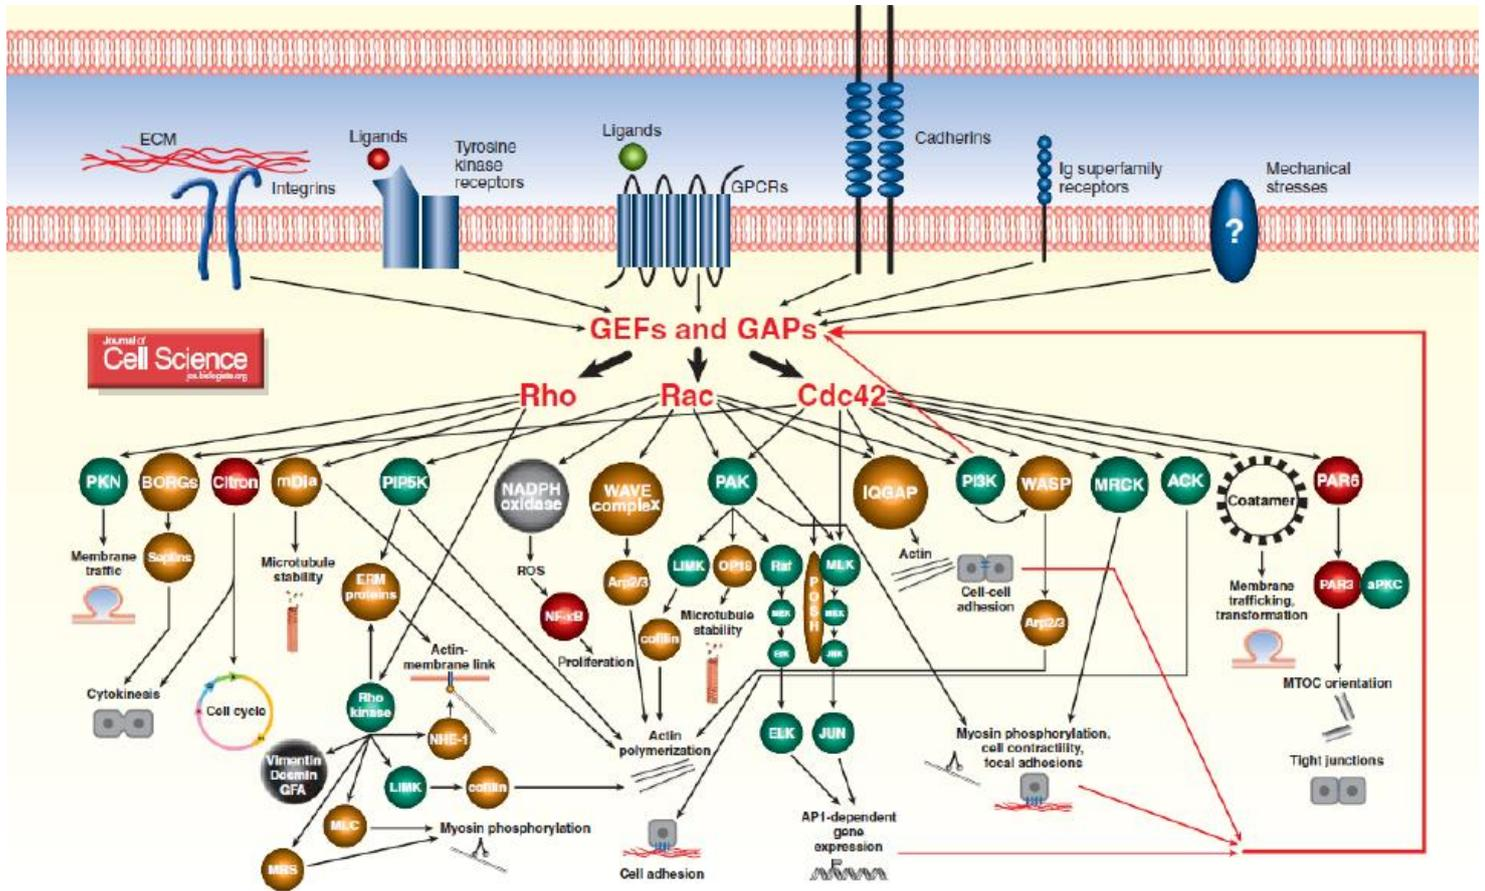 ECM
Integrins
Ligands
Tyrosine
kinase
receptors
Ligands
GPCRs
Cadherins
Ig superfamily
receptors
Mechanical
stresses
?
GEFs and GAPs
Journal of
Cell Science
jcs.biologists.org
Rho
Rac
Cdc42
PKN
BORGs
Citron
mDia
PIP5K
NADPH
oxidase
WAVE
complex
PAK
IQGAP
PI3K
WASP
MRCK
ACK
Coatamer
PAR6
Membrane
traffic
Septins
Microtubule
stability
ERM
proteins
ROS
NF-κB
Proliferation
Arp2/3
LIMK
OP18
Raf
POSH
MLK
cofilin
Microtubule
stability
MEK
Erk
MKK
JNK
Actin
Cell-cell
adhesion
Arp2/3
Membrane
trafficking,
transformation
PAR3
aPKC
Cytokinesis
Cell cycle
Actin-
membrane link
Rho
kinase
NHE-1
Vimentin
Desmin
GFA
LIMK
cofilin
MLC
MBS
Myosin phosphorylation
Actin
polymerization
Cell adhesion
ELK
JUN
AP1-dependent
gene
expression
Myosin phosphorylation,
cell contractility,
focal adhesions
MTOC orientation
Tight junctions